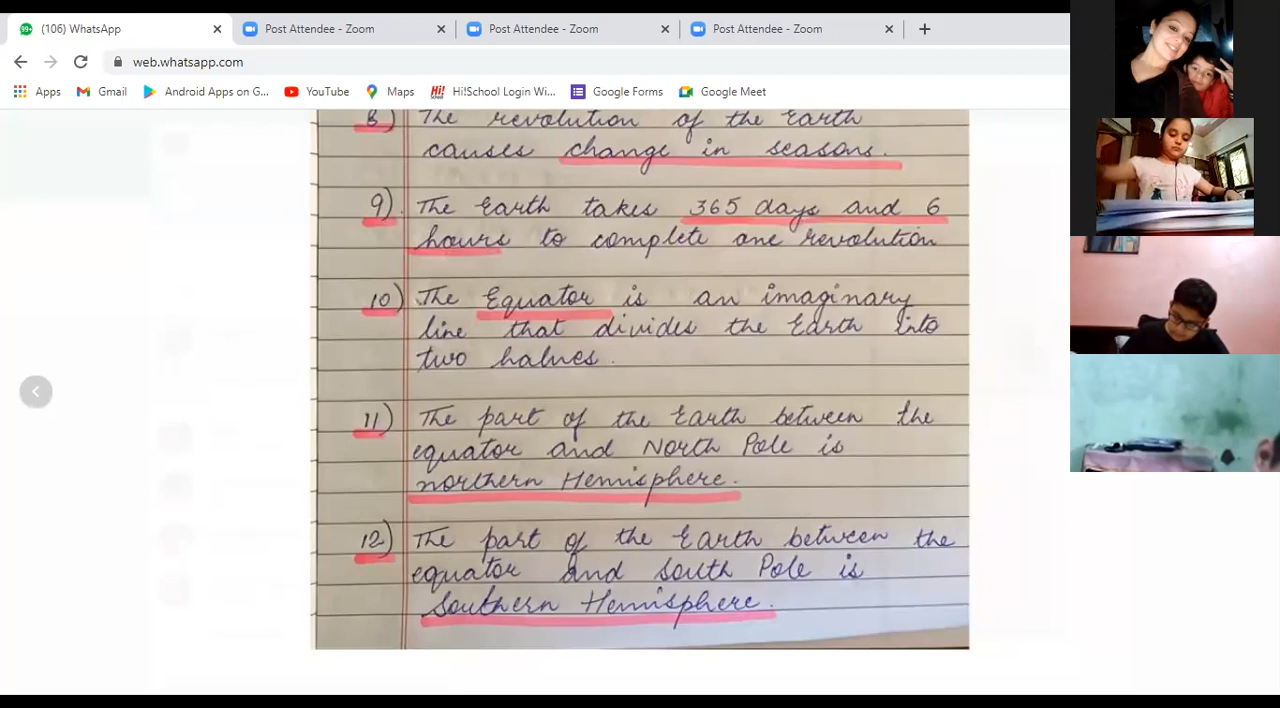 99+ (106) WhatsApp
Post Attendee - Zoom
Post Attendee - Zoom
Post Attendee - Zoom
web.whatsapp.com
Apps
Gmail
Android Apps on G...
YouTube
Maps
Hi! School
Hi!School Login Wi...
Google Forms
Google Meet
8) The revolution of the Earth
causes change in seasons.
9) The Earth takes 365 days and 6
hours to complete one revolution
10) The Equator is an imaginary
line that divides the Earth into
two halves.
11) The part of the Earth between the
equator and North Pole is
northern Hemisphere.
12) The part of the Earth between the
equator and South Pole is
Southern Hemisphere.